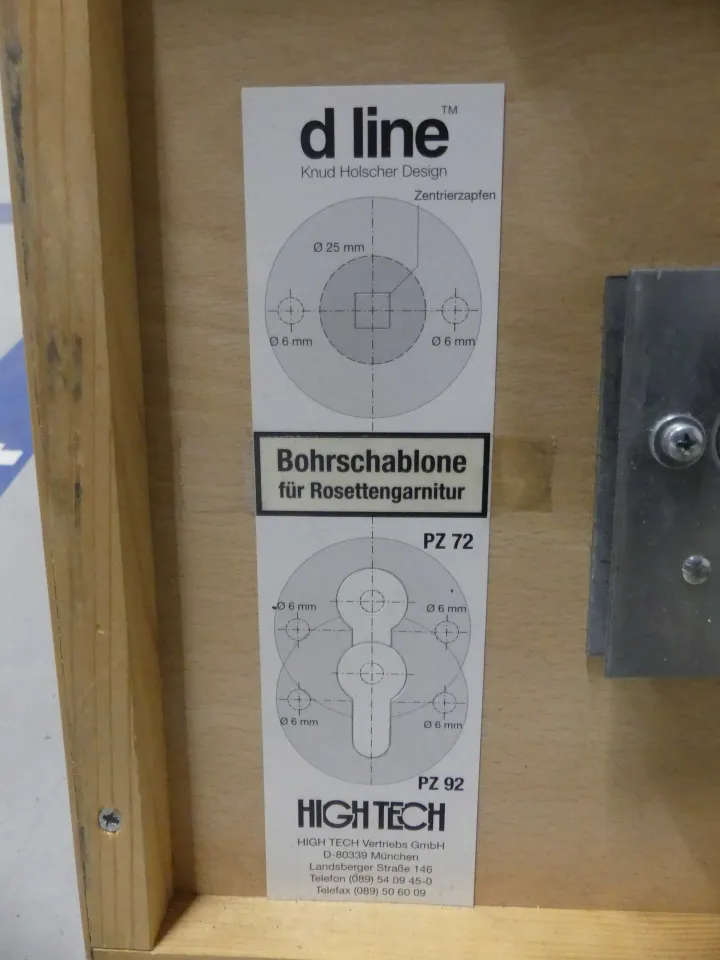 d line™
Knud Holscher Design
Zentrierzapfen
Ø 25 mm
Ø 6 mm
Ø 6 mm
Bohrschablone
für Rosettengarnitur
PZ 72
Ø 6 mm
Ø 6 mm
Ø 6 mm
Ø 6 mm
PZ 92
HIGH TECH
HIGH TECH Vertriebs GmbH
D-80339 München
Landsberger Straße 146
Telefon (089) 54 09 45-0
Telefax (089) 50 60 09